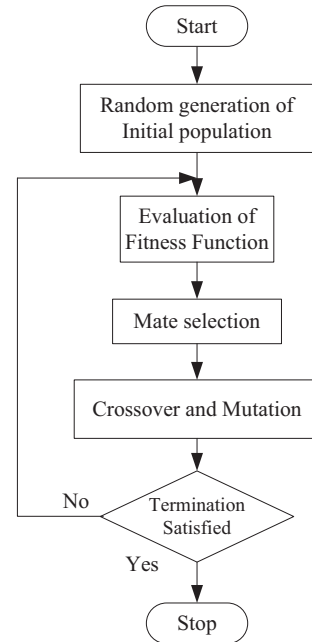 Start
Random generation of
Initial population
Evaluation of
Fitness Function
Mate selection
Crossover and Mutation
No
Termination
Satisfied
Yes
Stop